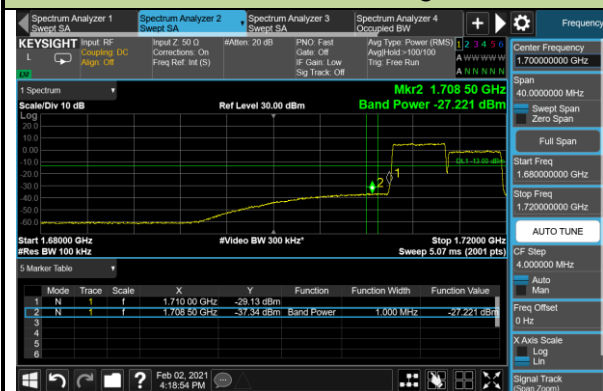 Spectrum Analyzer 1
Swept SA
Spectrum Analyzer 2
Swept SA
Spectrum Analyzer 3
Swept SA
Spectrum Analyzer 4
Occupied BW
Frequency
KEYSIGHT
L
Input: RF
Coupling: DC
Align: Off
Input Z: 50 Ω
Corrections: On
Freq Ref: Int (S)
#Atten: 20 dB
PNO: Fast
Gate: Off
IF Gain: Low
Sig Track: Off
Avg Type: Power (RMS)
Avg|Hold:>100/100
Trig: Free Run
1 2 3 4 5 6
A W W W W W
A N N N N N
1 Spectrum
Scale/Div 10 dB
Ref Level 30.00 dBm
Mkr2 1.708 50 GHz
Band Power -27.221 dBm
Log
20.0
10.0
0.00
-10.0
-20.0
-30.0
-40.0
-50.0
-60.0
DL1 -13.00 dBm
2
1
Start 1.68000 GHz
#Video BW 300 kHz*
Stop 1.72000 GHz
#Res BW 100 kHz
Sweep 5.07 ms (2001 pts)
5 Marker Table
Mode Trace Scale X Y Function Function Width Function Value
1 N 1 f 1.710 00 GHz -29.13 dBm
2 N 1 f 1.708 50 GHz -37.34 dBm Band Power 1.000 MHz -27.221 dBm
3
4
5
6
Feb 02, 2021
4:18:54 PM
Center Frequency
1.700000000 GHz
Span
40.0000000 MHz
Swept Span
Zero Span
Full Span
Start Freq
1.680000000 GHz
Stop Freq
1.720000000 GHz
AUTO TUNE
CF Step
4.000000 MHz
Auto
Man
Freq Offset
0 Hz
X Axis Scale
Log
Lin
Signal Track
(Span Zoom)